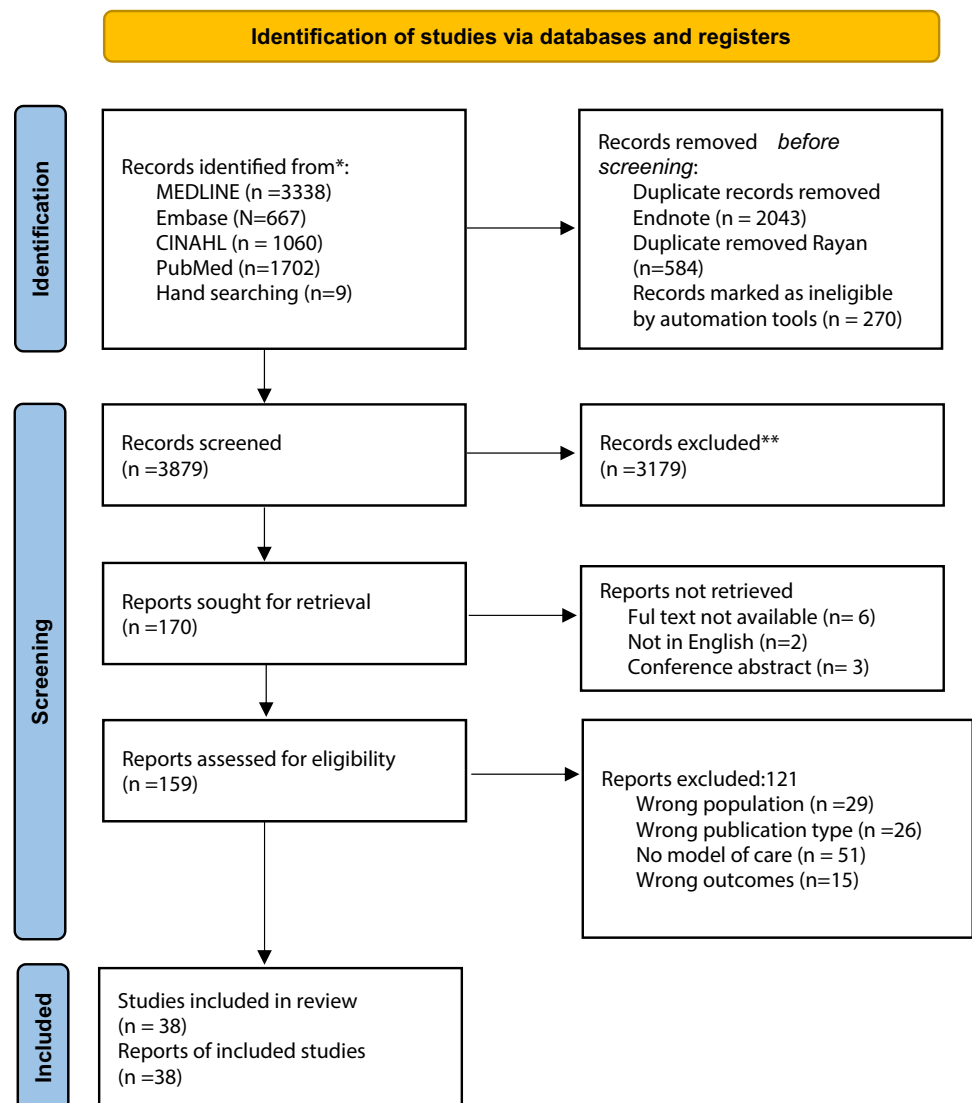 Identification of studies via databases and registers
Identification
Records identified from*:
MEDLINE (n =3338)
Embase (N=667)
CINAHL (n = 1060)
PubMed (n=1702)
Hand searching (n=9)
Records removed before
screening:
Duplicate records removed
Endnote (n = 2043)
Duplicate removed Rayan
(n=584)
Records marked as ineligible
by automation tools (n = 270)
Screening
Records screened
(n =3879)
Records excluded**
(n =3179)
Reports sought for retrieval
(n =170)
Reports not retrieved
Ful text not available (n= 6)
Not in English (n=2)
Conference abstract (n= 3)
Reports assessed for eligibility
(n =159)
Reports excluded:121
Wrong population (n =29)
Wrong publication type (n =26)
No model of care (n = 51)
Wrong outcomes (n=15)
Included
Studies included in review
(n = 38)
Reports of included studies
(n =38)